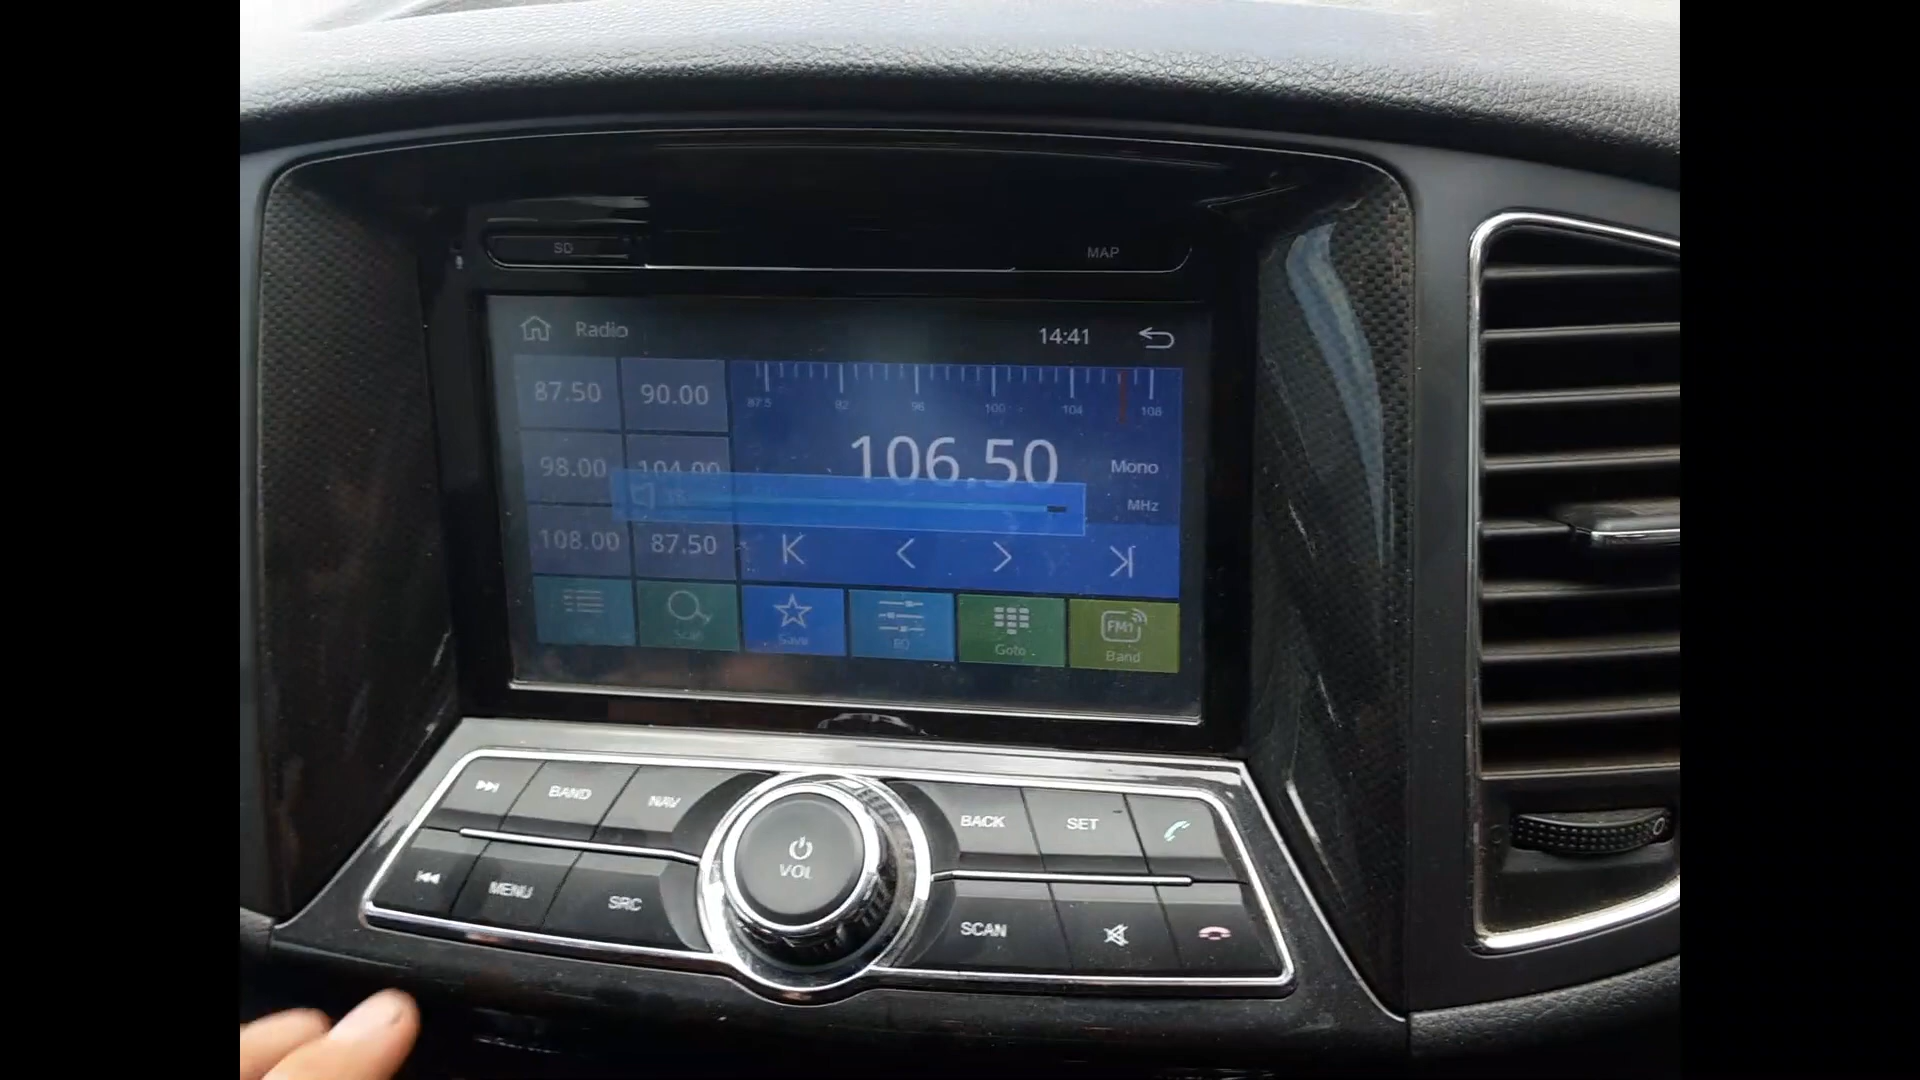 SD
MAP
Radio
14:41
87.50 90.00
87.5 92 96 100 104 108
106.50
98.00 104.00
Mono
MHz
108.00 87.50
Scan
Save
EQ
Goto
FM1
Band
BAND
NAV
BACK
SET
VOL
MENU
SRC
SCAN